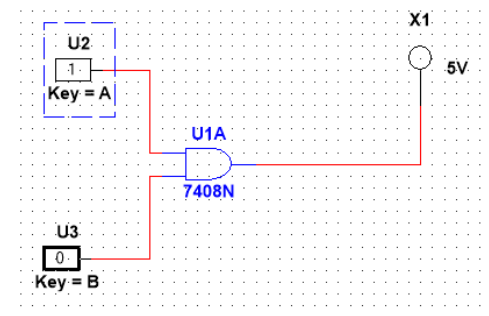 X1
5V
U2
1
Key = A
U1A
7408N
U3
0
Key = B